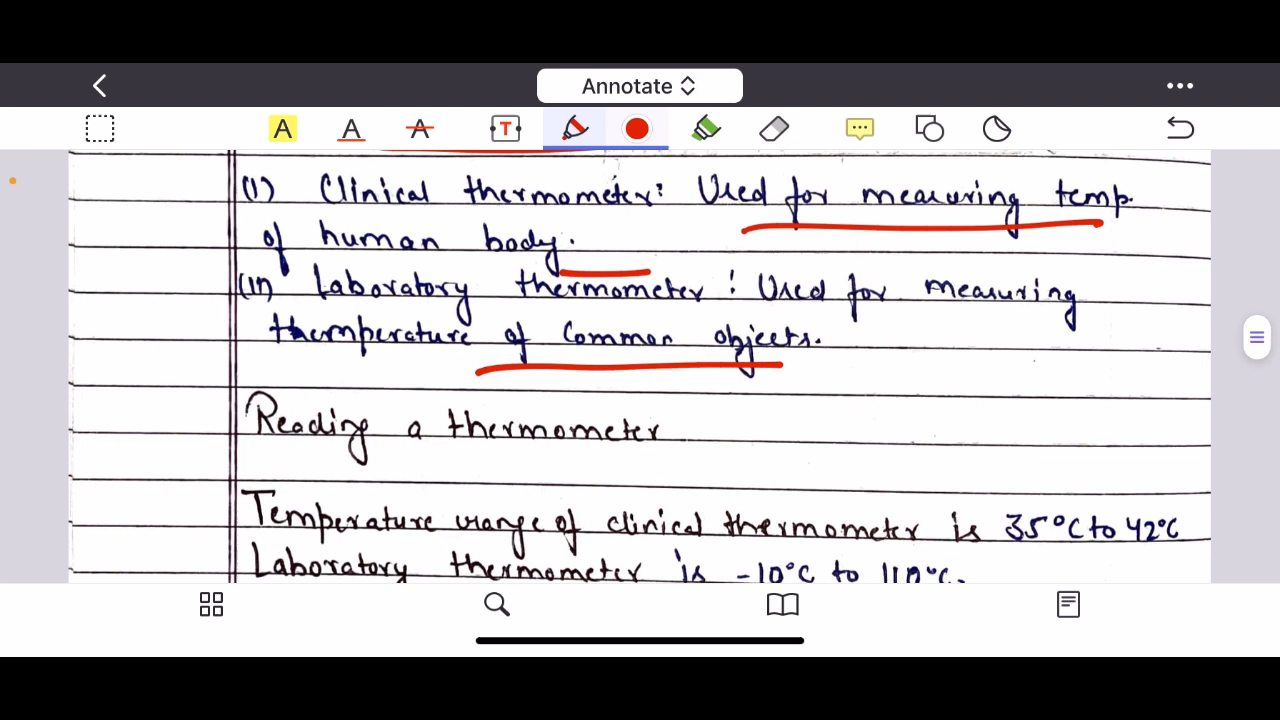 Annotate
A A A T
(I) Clinical thermometer: Used for measuring temp.
of human body.
(II) Laboratory thermometer: Used for measuring
themperature of common objects.
Reading a thermometer
Temperature range of clinical thermometer is 35°C to 42°C
Laboratory thermometer is -10°C to 110°C.